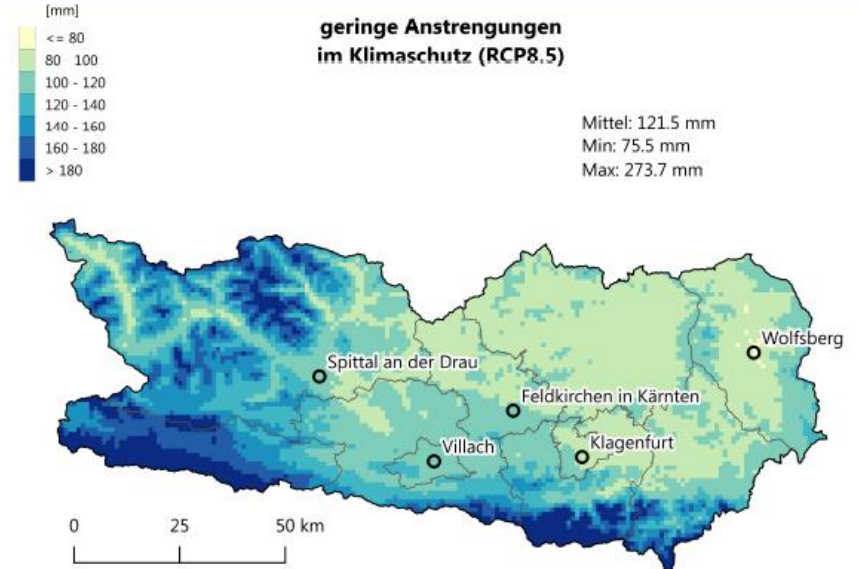 [mm]
<= 80
80 100
100 - 120
120 - 140
140 - 160
160 - 180
> 180
geringe Anstrengungen
im Klimaschutz (RCP8.5)
Mittel: 121.5 mm
Min: 75.5 mm
Max: 273.7 mm
Wolfsberg
Spittal an der Drau
Feldkirchen in Kärnten
Villach
Klagenfurt
0 25 50 km